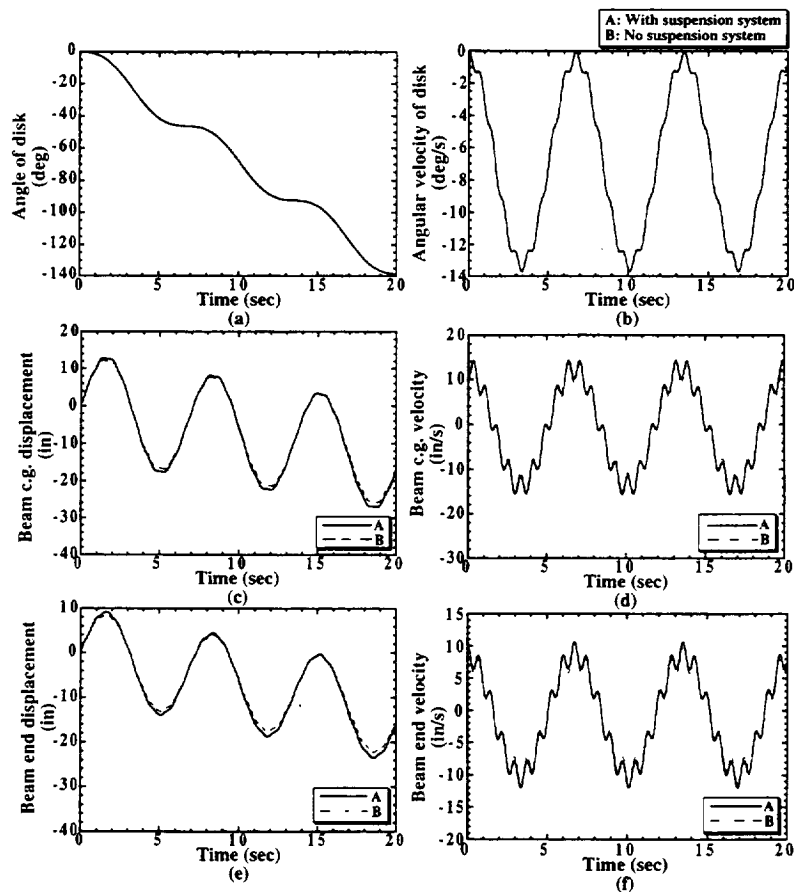 A: With suspension system
B: No suspension system
Angle of disk
(deg)
0
-20
-40
-60
-80
-100
-120
-140
0 5 10 15 20
Time (sec)
(a)
Angular velocity of disk
(deg/s)
0
-2
-4
-6
-8
-10
-12
-14
0 5 10 15 20
Time (sec)
(b)
Beam c.g. displacement
(in)
20
10
0
-10
-20
-30
-40
0 5 10 15 20
A
B
Time (sec)
(c)
Beam c.g. velocity
(in/s)
20
10
0
-10
-20
-30
0 5 10 15 20
A
B
Time (sec)
(d)
Beam end displacement
(in)
10
0
-10
-20
-30
-40
0 5 10 15 20
A
B
Time (sec)
(e)
Beam end velocity
(in/s)
15
10
5
0
-5
-10
-15
-20
0 5 10 15 20
A
B
Time (sec)
(f)